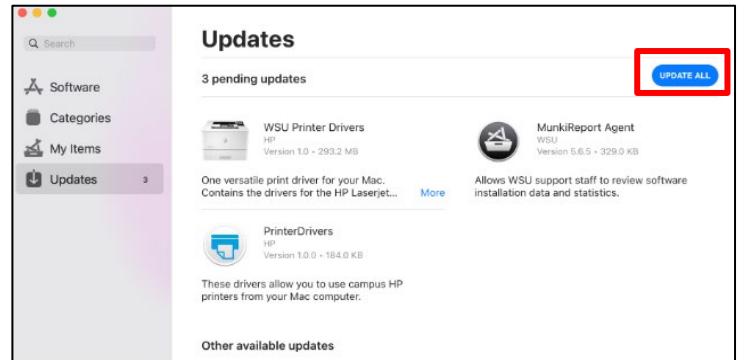 Search
Software
Categories
My Items
Updates 3
Updates
3 pending updates
UPDATE ALL
WSU Printer Drivers
HP
Version 1.0 - 293.2 MB
One versatile print driver for your Mac.
Contains the drivers for the HP Laserjet... More
MunkiReport Agent
WSU
Version 5.6.5 - 329.0 KB
Allows WSU support staff to review software
installation data and statistics.
PrinterDrivers
HP
Version 1.0.0 - 184.0 KB
These drivers allow you to use campus HP
printers from your Mac computer.
Other available updates